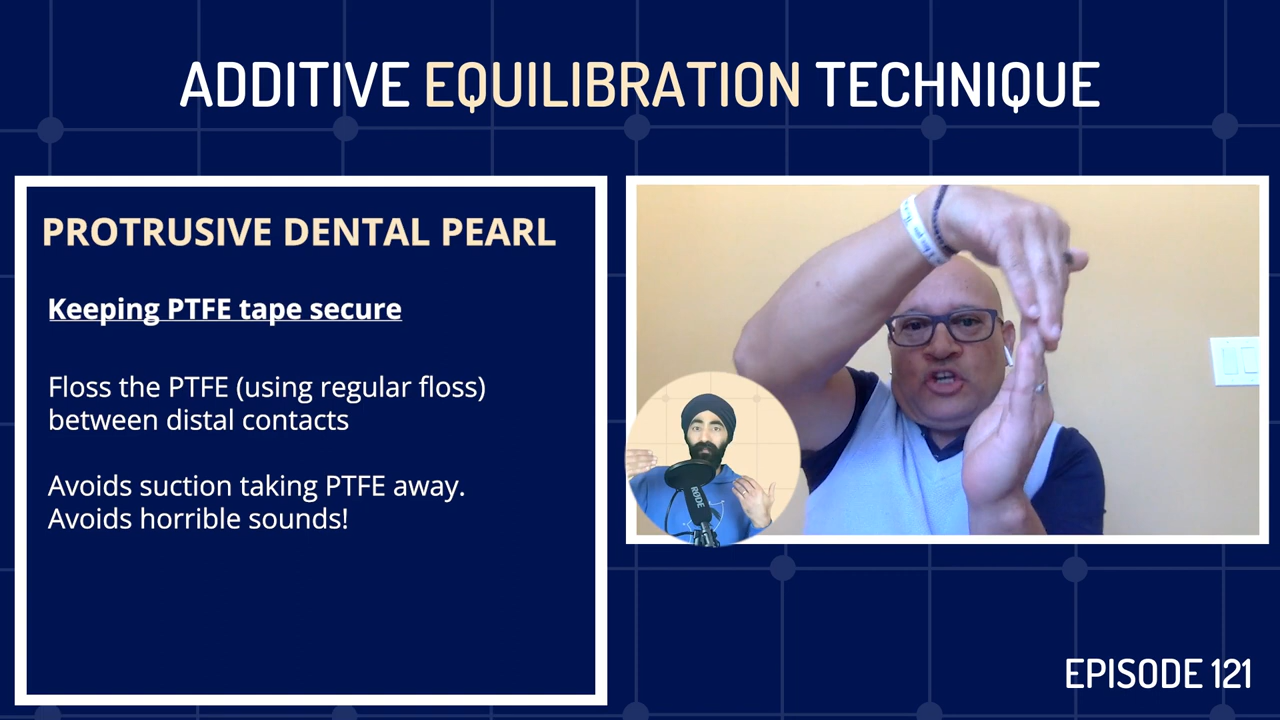 ADDITIVE EQUILIBRATION TECHNIQUE
PROTRUSIVE DENTAL PEARL
Keeping PTFE tape secure
Floss the PTFE (using regular floss)
between distal contacts
Avoids suction taking PTFE away.
Avoids horrible sounds!
RØDE
EPISODE 121